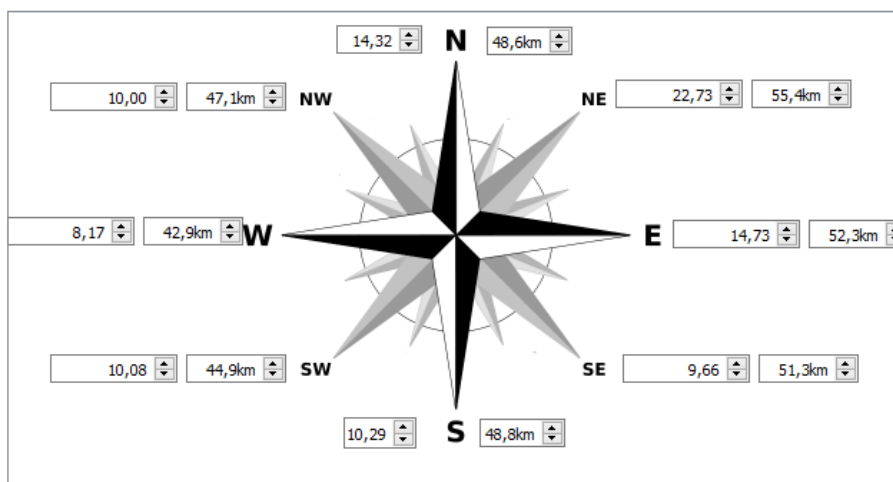 14,32 N 48,6km
10,00 47,1km NW NE 22,73 55,4km
8,17 42,9km W E 14,73 52,3km
10,08 44,9km SW SE 9,66 51,3km
10,29 S 48,8km